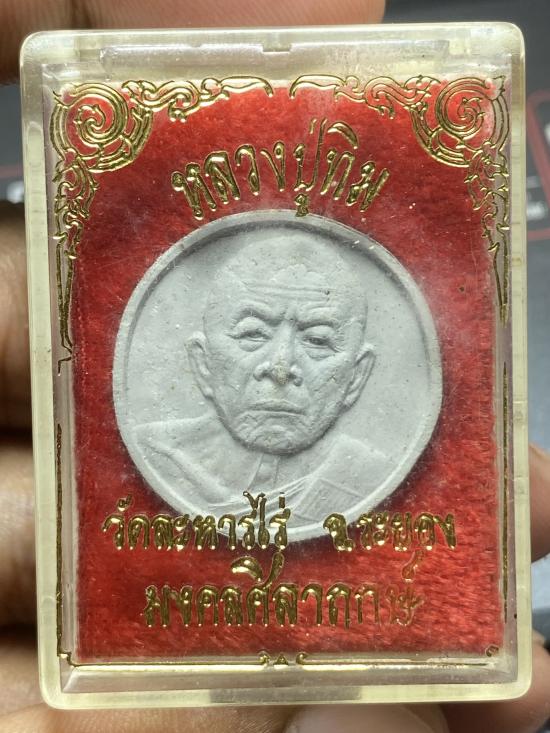 หลวงปู่ทิม
วัดละหารไร่ จ.ระยอง
มงคลศิลาฤกษ์